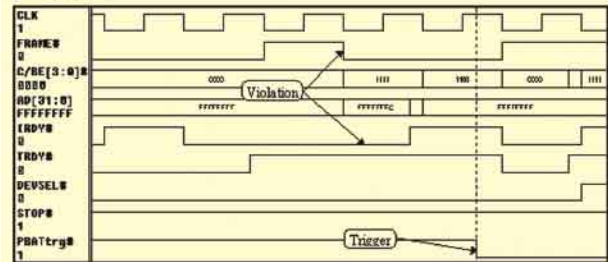 CLK
1
FRAME#
0
C/BE[3:0]#
0000
0000
1111
1100
0000
1111
AD[31:0]
FFFFFFFF
FFFFFFFF
FFFFFFFC
FFFFFFFF
Violation
IRDY#
0
TRDY#
0
DEVSEL#
0
STOP#
1
PBATtrg#
1
Trigger